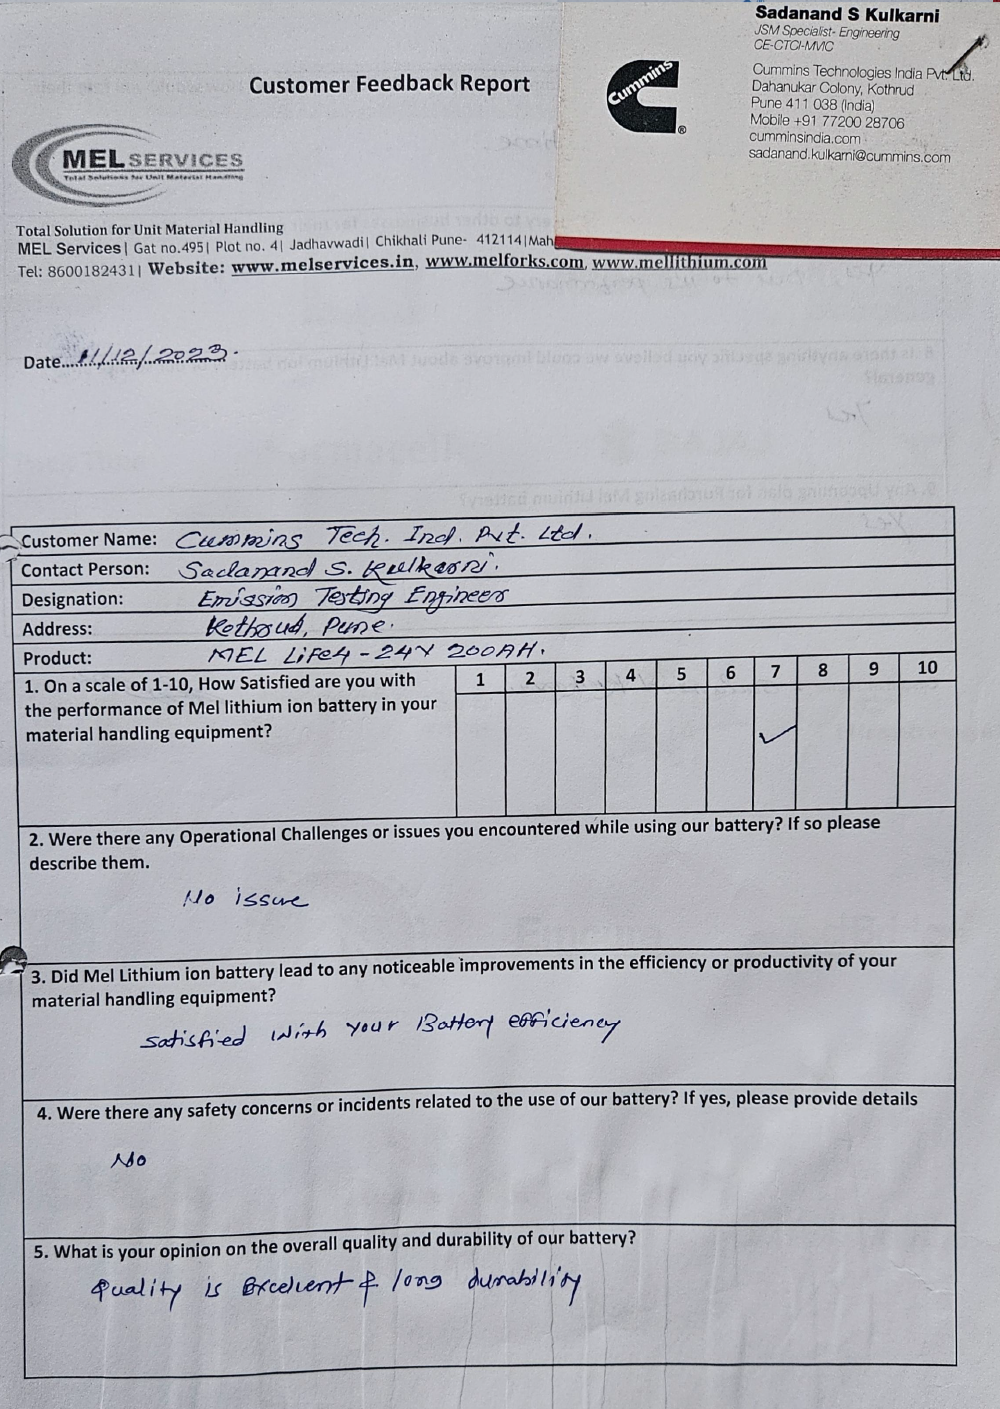 Sadanand S Kulkarni
JSM Specialist- Engineering
CE-CTCI-MVIC
Cummins Technologies India Pvt. Ltd.
Dahanukar Colony, Kothrud
Pune 411 038 (India)
Mobile +91 77200 28706
cumminsindia.com
sadanand.kulkarni@cummins.com
Cummins
®
Customer Feedback Report
MEL SERVICES
Total Solutions for Unit Material Handling
Total Solution for Unit Material Handling
MEL Services| Gat no.495| Plot no. 4| Jadhavwadi| Chikhali Pune- 412114|Mah
Tel: 8600182431| Website: www.melservices.in, www.melforks.com, www.mellithium.com
Date....11/12/2023.
Customer Name: Cummins Tech. Ind. Pvt. Ltd.
Contact Person: Sadanand S. Kulkarni.
Designation: Emission Testing Engineer
Address: Kothrud, Pune.
Product: MEL LiFe4-24V 200AH.
1. On a scale of 1-10, How Satisfied are you with
the performance of Mel lithium ion battery in your
material handling equipment?
1 2 3 4 5 6 7 8 9 10
✓
2. Were there any Operational Challenges or issues you encountered while using our battery? If so please
describe them.
No issue
3. Did Mel Lithium ion battery lead to any noticeable improvements in the efficiency or productivity of your
material handling equipment?
Satisfied With your Battery efficiency
4. Were there any safety concerns or incidents related to the use of our battery? If yes, please provide details
No
5. What is your opinion on the overall quality and durability of our battery?
Quality is Excelient & long durability